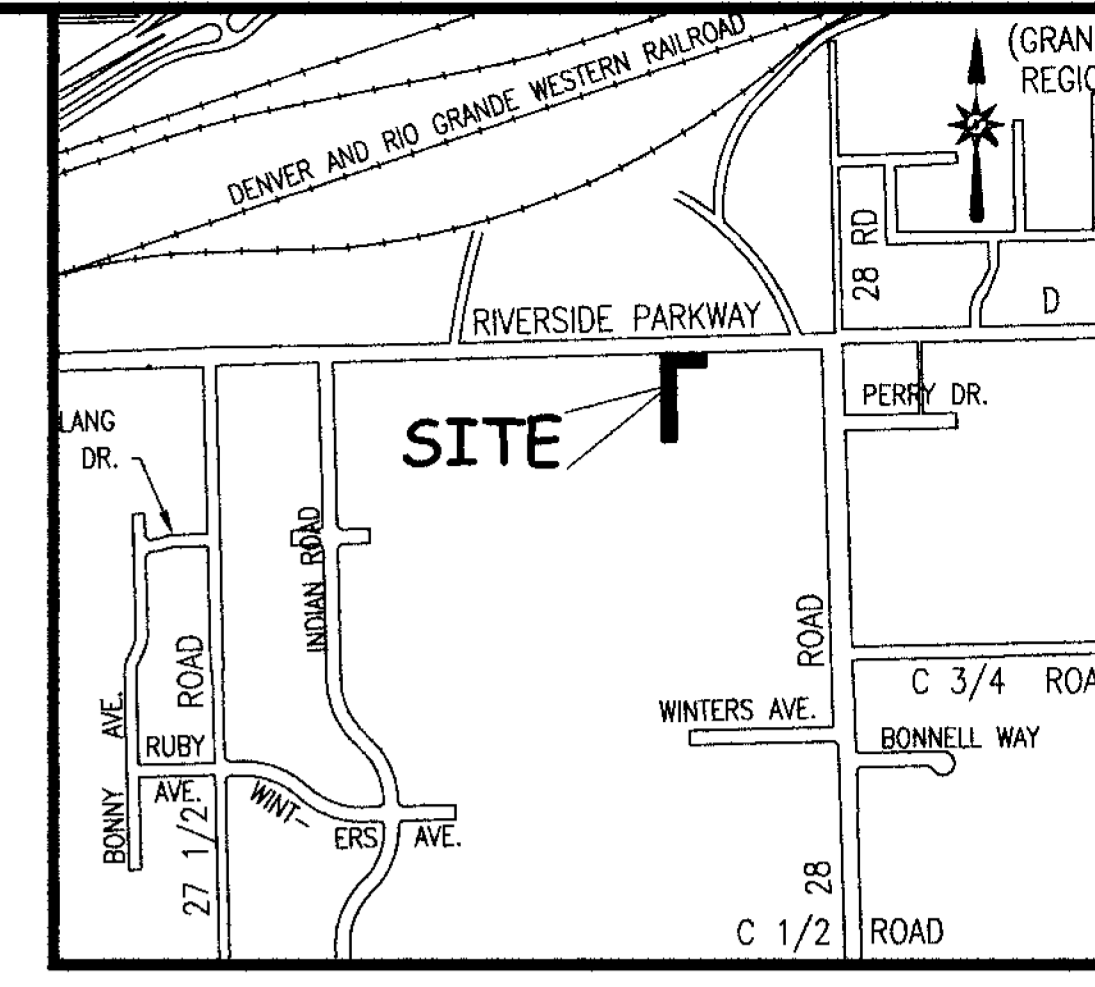 (GRAN
REGIO
DENVER AND RIO GRANDE WESTERN RAILROAD
28 RD
D
RIVERSIDE PARKWAY
PERRY DR.
LANG
DR.
SITE
INDIAN ROAD
ROAD
ROAD
C 3/4 ROA
WINTERS AVE.
BONNELL WAY
BONNY AVE.
RUBY
AVE.
WINT-
ERS AVE.
27 1/2
28
C 1/2 ROAD